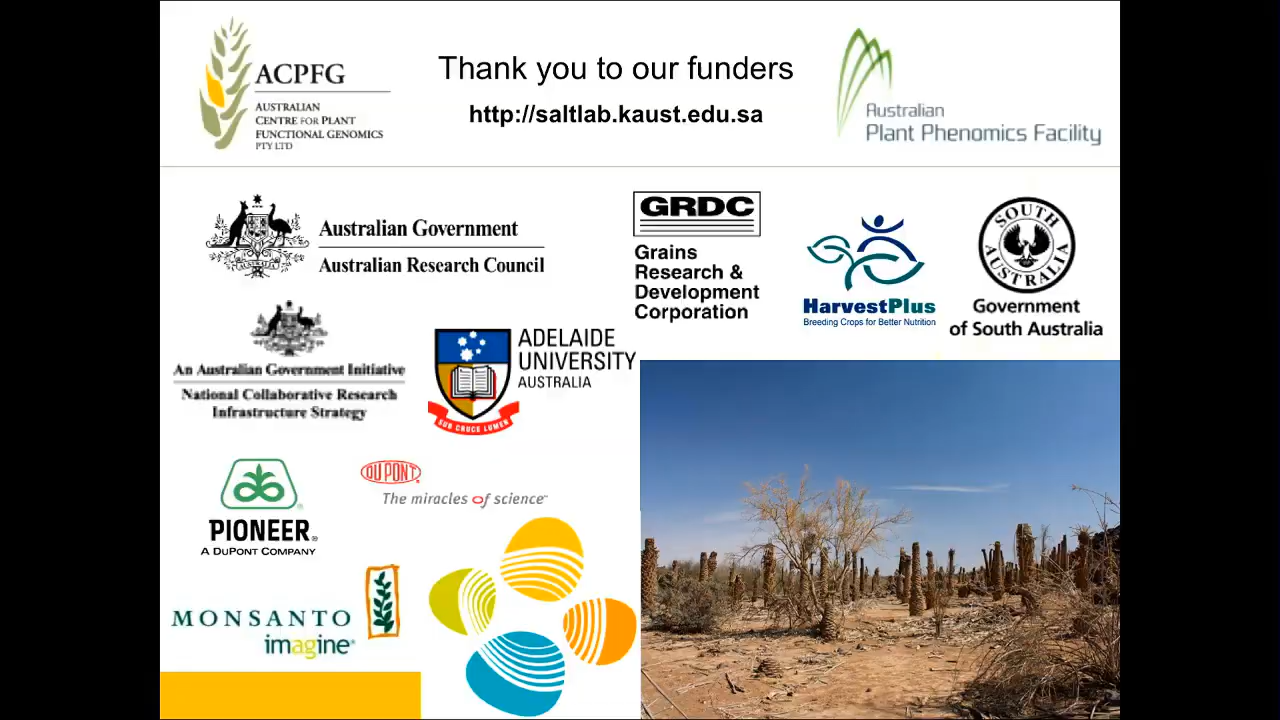 ACPFG
AUSTRALIAN
CENTRE FOR PLANT
FUNCTIONAL GENOMICS
PTY LTD
Thank you to our funders
http://saltlab.kaust.edu.sa
Australian
Plant Phenomics Facility
Australian Government
Australian Research Council
GRDC
Grains
Research &
Development
Corporation
HarvestPlus
Breeding Crops for Better Nutrition
SOUTH
AUSTRALIA
Government
of South Australia
An Australian Government Initiative
National Collaborative Research
Infrastructure Strategy
ADELAIDE
UNIVERSITY
AUSTRALIA
SUB CRUCE LUMEN
PIONEER®
A DUPONT COMPANY
DUPONT
The miracles of science™
MONSANTO
imagine®